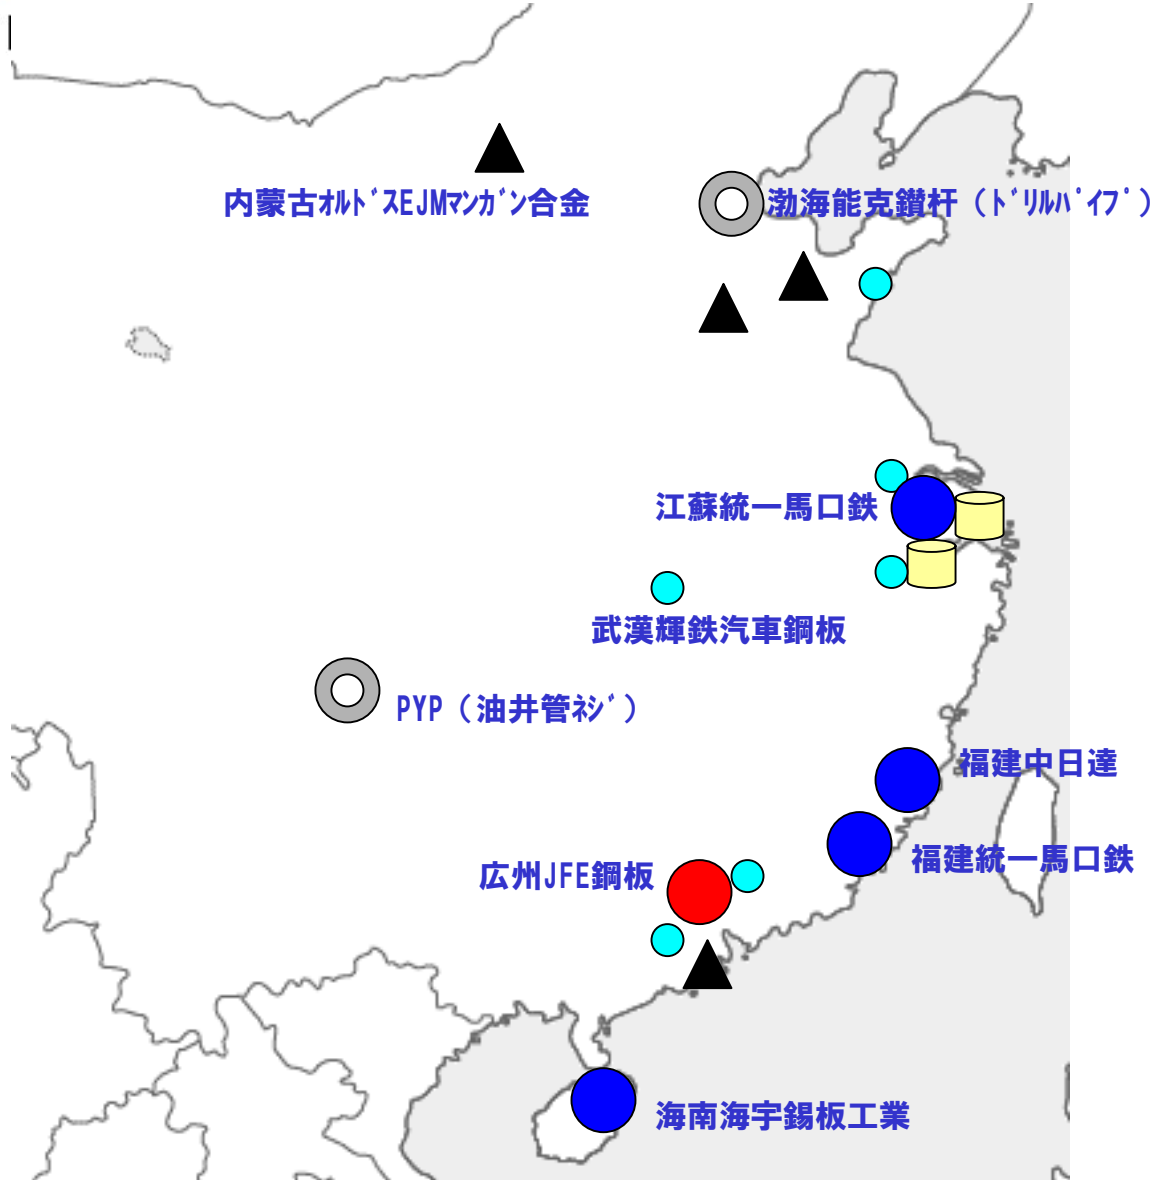 内蒙古ｵﾙﾄﾞｽEJMﾏﾝｶﾞﾝ合金
渤海能克鑽杆（ﾄﾞﾘﾙﾊﾟｲﾌﾟ）
江蘇統一馬口鉄
武漢輝鉄汽車鋼板
PYP（油井管ﾈｼﾞ）
福建中日達
福建統一馬口鉄
広州JFE鋼板
海南海宇錫板工業